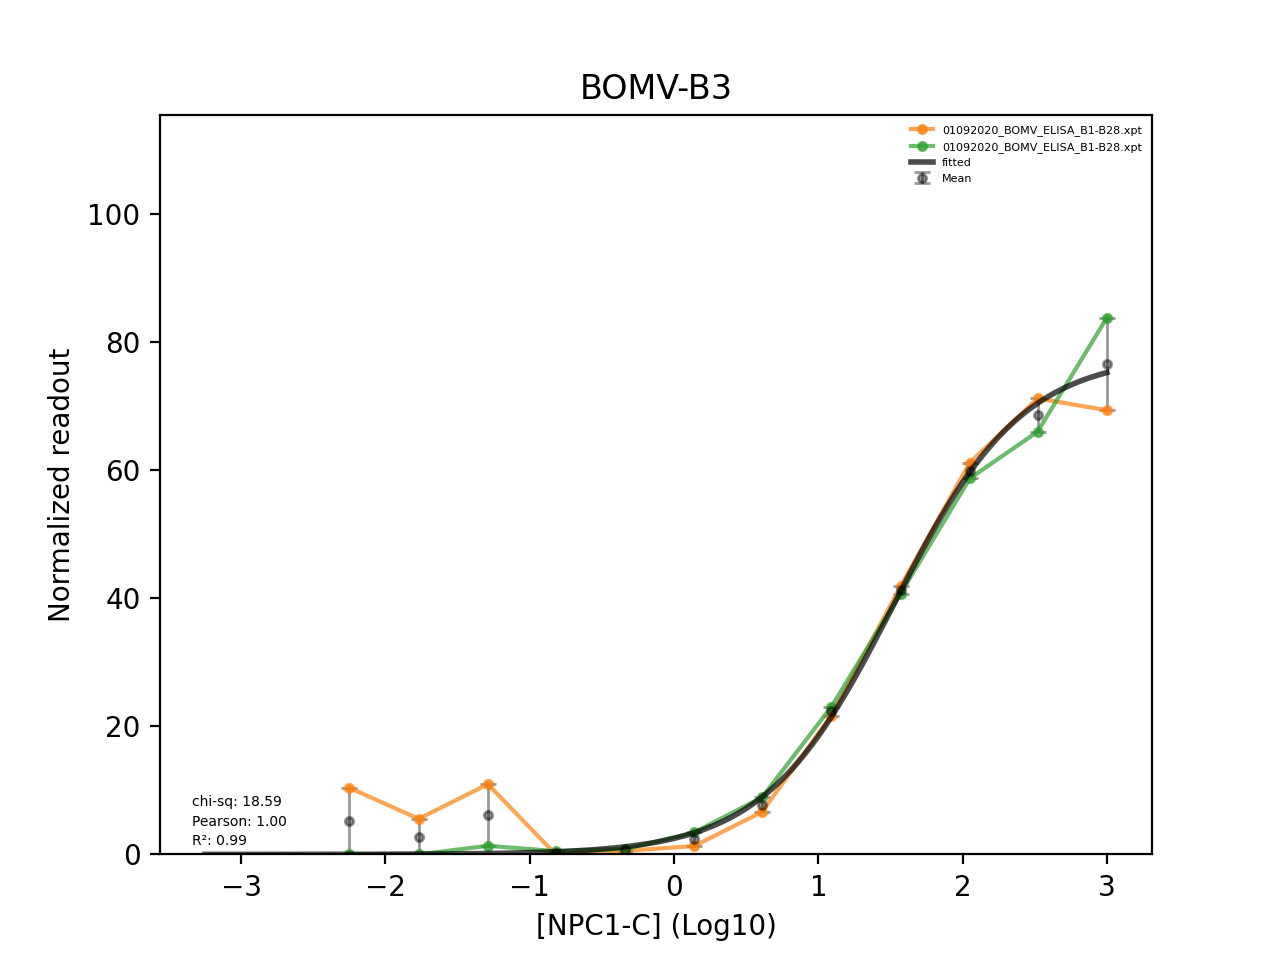 BOMV-B3
01092020_BOMV_ELISA_B1-B28.xpt
01092020_BOMV_ELISA_B1-B28.xpt
fitted
Mean
Normalized readout
100
80
60
40
20
0
chi-sq: 18.59
Pearson: 1.00
R²: 0.99
−3 −2 −1 0 1 2 3
[NPC1-C] (Log10)